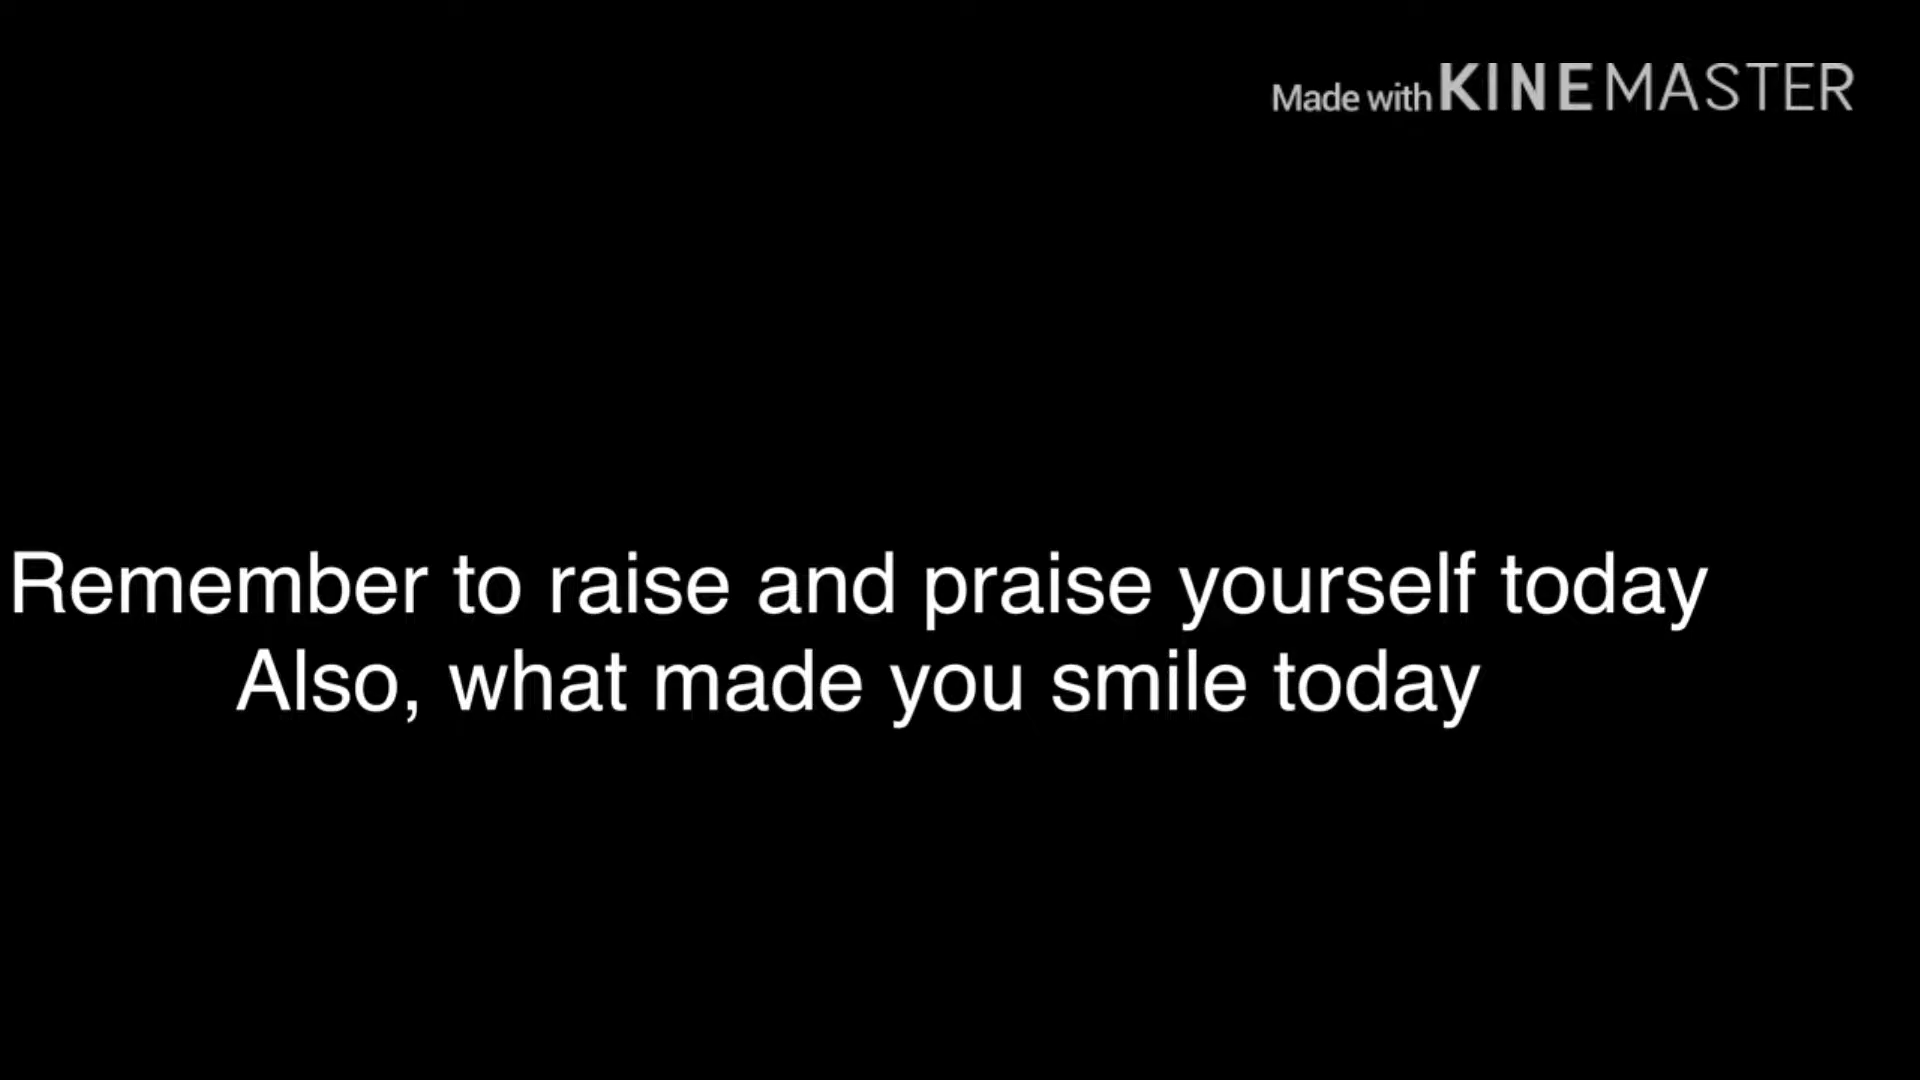 Made with KINEMASTER
Remember to raise and praise yourself today
Also, what made you smile today